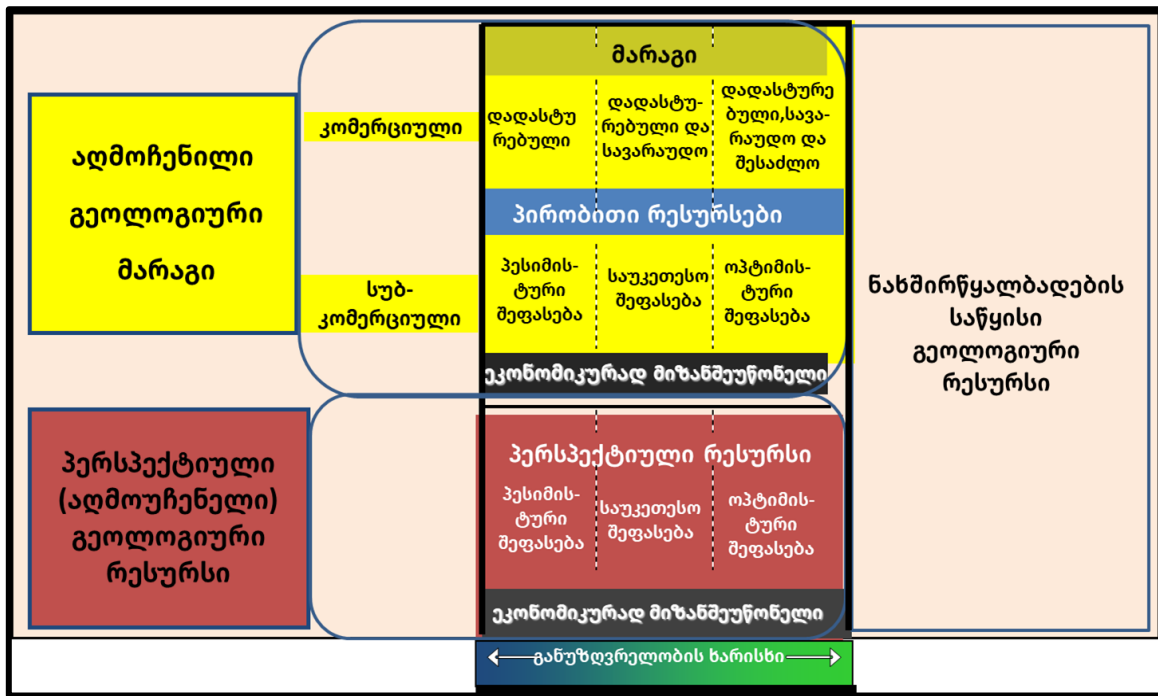 აღმოჩენილი
გეოლოგიური
მარაგი
კომერციული
მარაგი
დადასტუ
რებული
დადასტუ-
რებული და
სავარაუდო
დადასტურე
ბული,სავა-
რაუდო და
შესაძლო
პირობითი რესურსები
სუბ-
კომერციული
პესიმის-
ტური
შეფასება
საუკეთესო
შეფასება
ოპტიმის-
ტური
შეფასება
ეკონომიკურად მიზანშეუწონელი
პერსპექტიული
(აღმოუჩენელი)
გეოლოგიური
რესურსი
პერსპექტიული რესურსი
პესიმის-
ტური
შეფასება
საუკეთესო
შეფასება
ოპტიმის-
ტური
შეფასება
ეკონომიკურად მიზანშეუწონელი
განუზღვრელობის ხარისხი
ნახშირწყალბადების
საწყისი
გეოლოგიური
რესურსი